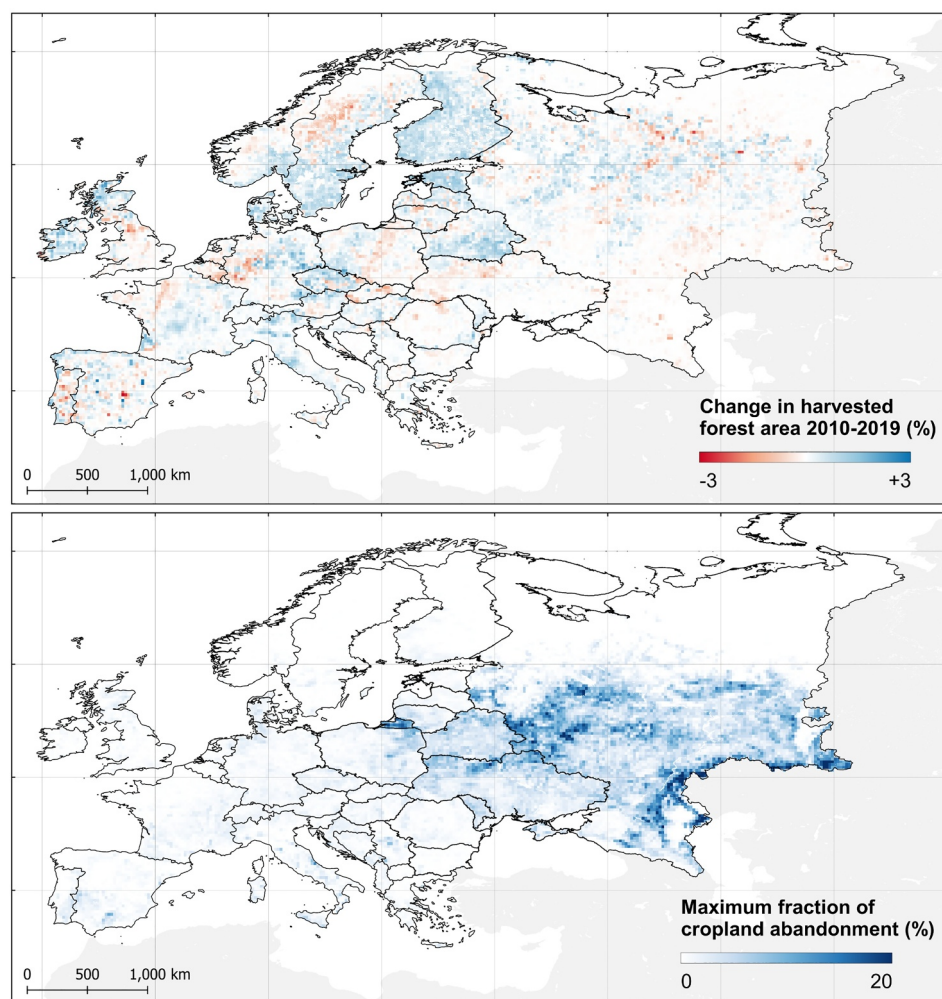 Change in harvested
forest area 2010-2019 (%)
-3 +3
0 500 1,000 km
Maximum fraction of
cropland abandonment (%)
0 20
0 500 1,000 km